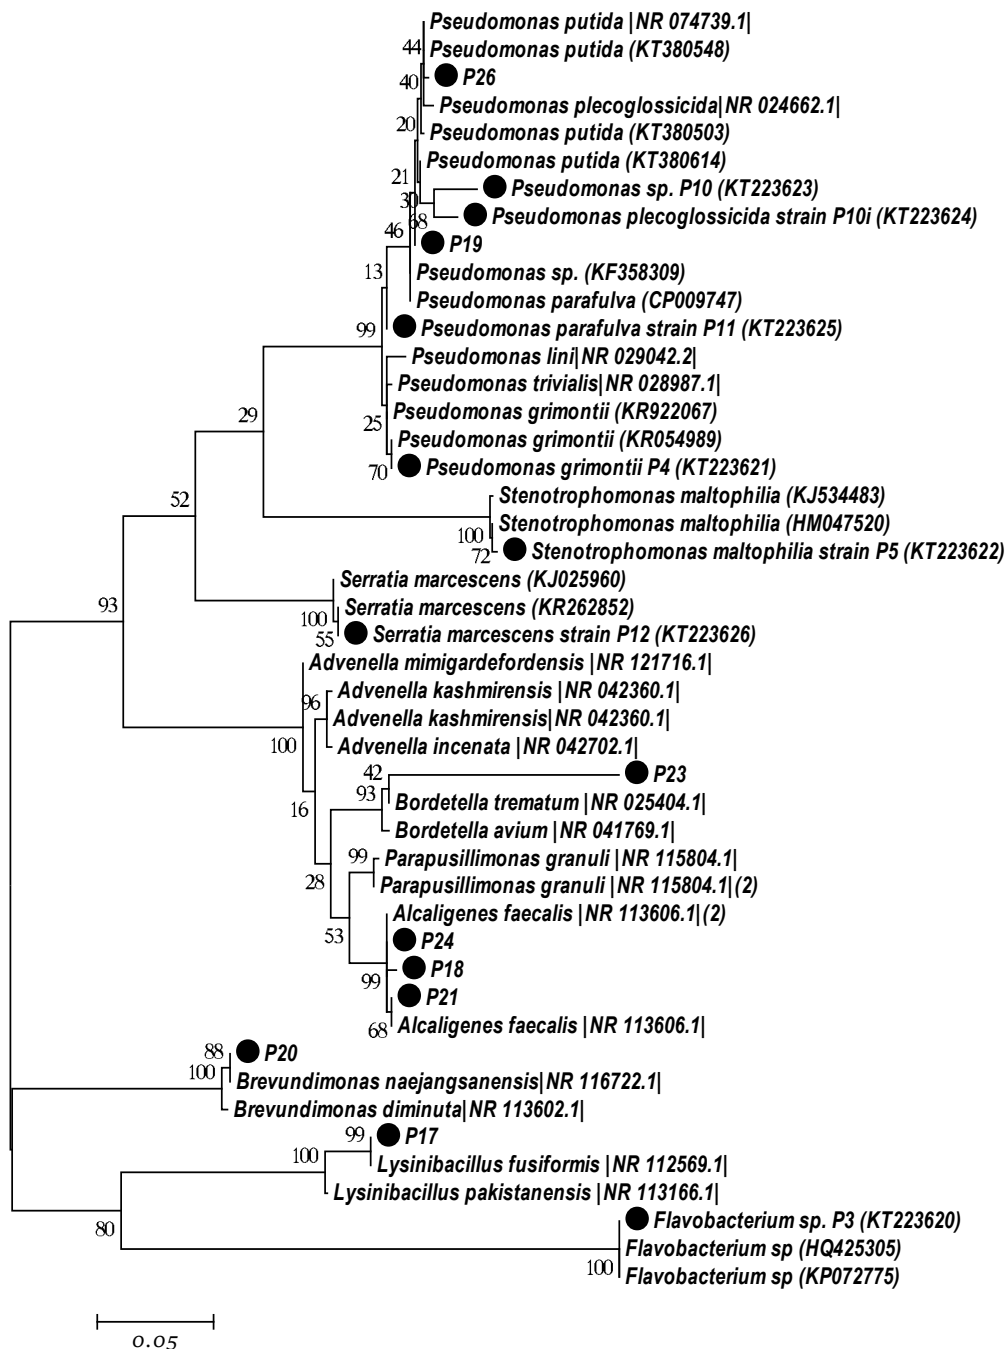 Pseudomonas putida |NR 074739.1|
44
Pseudomonas putida (KT380548)
P26
40
Pseudomonas plecoglossicida|NR 024662.1|
20
Pseudomonas putida (KT380503)
Pseudomonas putida (KT380614)
21
Pseudomonas sp. P10 (KT223623)
30
Pseudomonas plecoglossicida strain P10i (KT223624)
68
46
P19
13
Pseudomonas sp. (KF358309)
Pseudomonas parafulva (CP009747)
99
Pseudomonas parafulva strain P11 (KT223625)
Pseudomonas lini|NR 029042.2|
Pseudomonas trivialis|NR 028987.1|
29
Pseudomonas grimontii (KR922067)
25
Pseudomonas grimontii (KR054989)
70
Pseudomonas grimontii P4 (KT223621)
52
Stenotrophomonas maltophilia (KJ534483)
Stenotrophomonas maltophilia (HM047520)
100
72
Stenotrophomonas maltophilia strain P5 (KT223622)
Serratia marcescens (KJ025960)
93
Serratia marcescens (KR262852)
100
55
Serratia marcescens strain P12 (KT223626)
Advenella mimigardefordensis |NR 121716.1|
96
Advenella kashmirensis |NR 042360.1|
Advenella kashmirensis|NR 042360.1|
100
Advenella incenata |NR 042702.1|
42
P23
93
Bordetella trematum |NR 025404.1|
16
Bordetella avium |NR 041769.1|
99
Parapusillimonas granuli |NR 115804.1|
28
Parapusillimonas granuli |NR 115804.1|(2)
Alcaligenes faecalis |NR 113606.1|(2)
53
P24
99
P18
P21
68
Alcaligenes faecalis |NR 113606.1|
88
P20
100
Brevundimonas naejangsanensis|NR 116722.1|
Brevundimonas diminuta|NR 113602.1|
99
P17
100
Lysinibacillus fusiformis |NR 112569.1|
Lysinibacillus pakistanensis |NR 113166.1|
80
Flavobacterium sp. P3 (KT223620)
Flavobacterium sp (HQ425305)
100
Flavobacterium sp (KP072775)
0.05